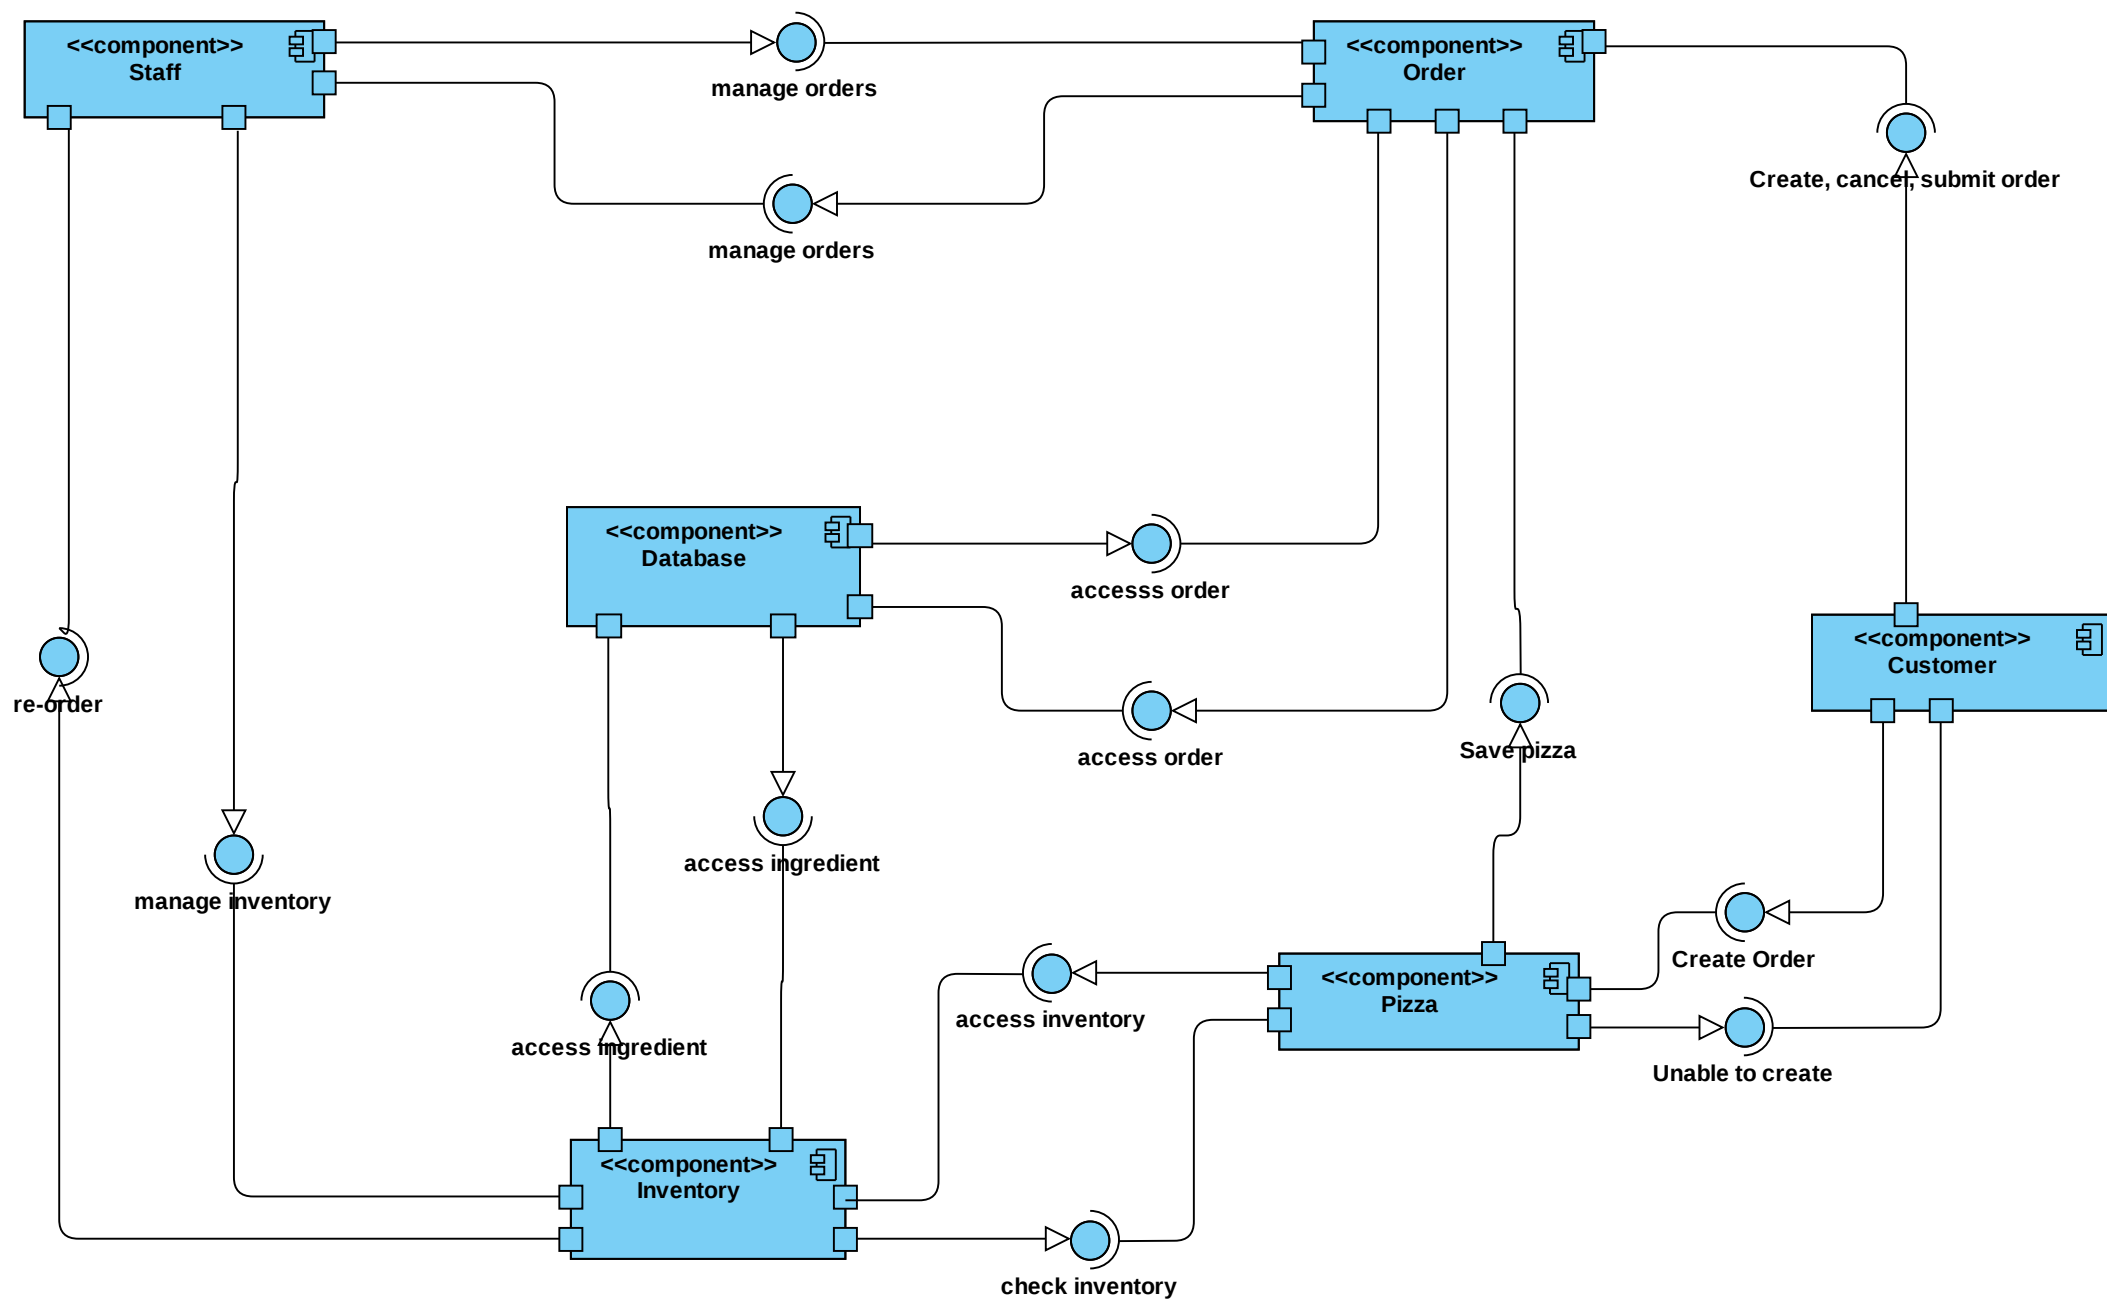 <<component>>
Staff
manage orders
<<component>>
Order
Create, cancel, submit order
manage orders
<<component>>
Database
accesss order
<<component>>
Customer
re-order
access order
Save pizza
access ingredient
manage inventory
Create Order
<<component>>
Pizza
access inventory
access ingredient
Unable to create
<<component>>
Inventory
check inventory